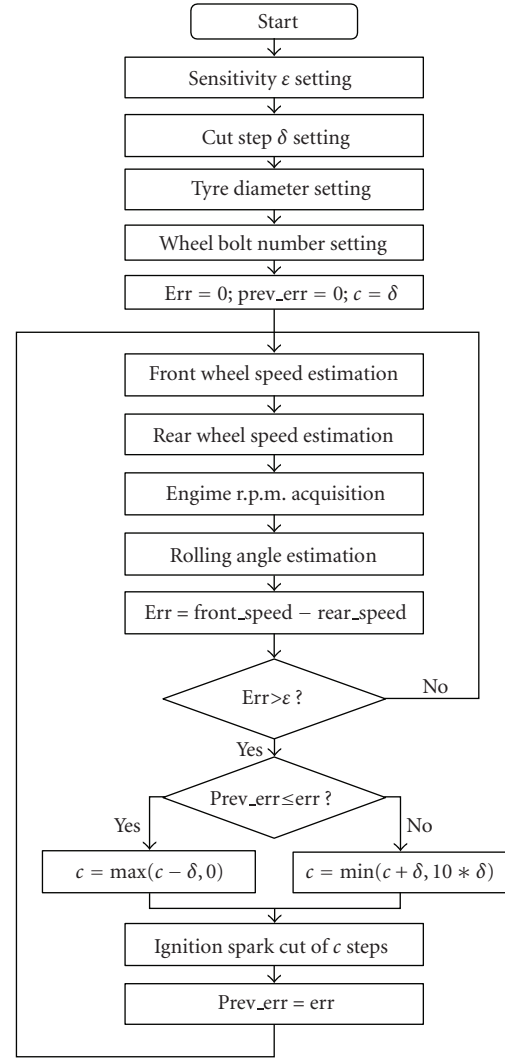 Start
Sensitivity ε setting
Cut step δ setting
Tyre diameter setting
Wheel bolt number setting
Err = 0; prev_err = 0; c = δ
Front wheel speed estimation
Rear wheel speed estimation
Engime r.p.m. acquisition
Rolling angle estimation
Err = front_speed − rear_speed
Err>ε ?
No
Yes
Prev_err≤err ?
Yes
No
c = max(c − δ, 0)
c = min(c + δ, 10 * δ)
Ignition spark cut of c steps
Prev_err = err